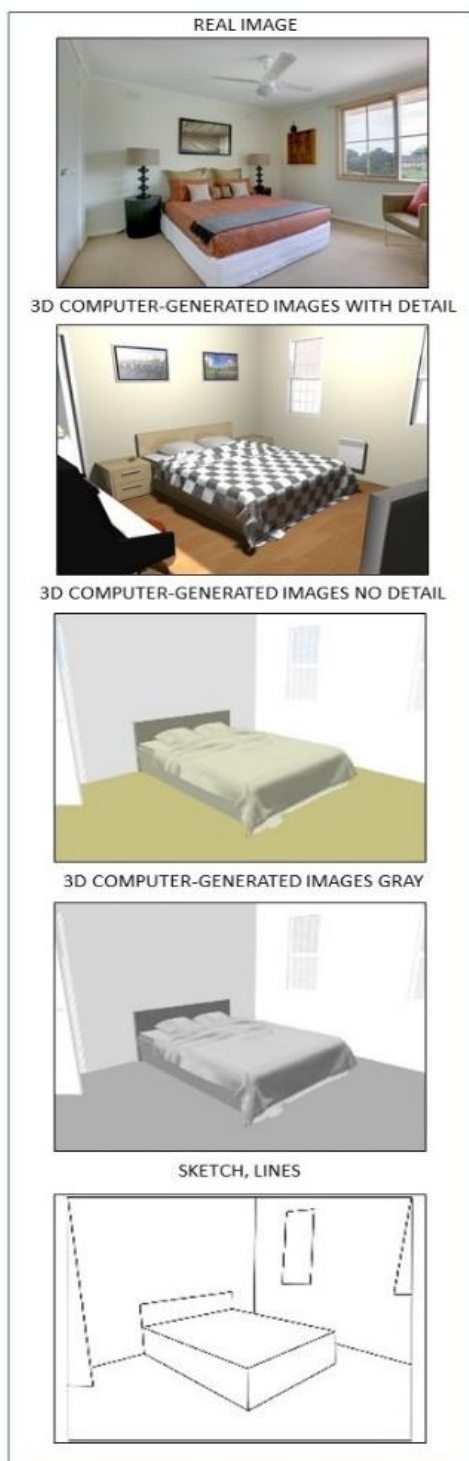 REAL IMAGE
3D COMPUTER-GENERATED IMAGES WITH DETAIL
3D COMPUTER-GENERATED IMAGES NO DETAIL
3D COMPUTER-GENERATED IMAGES GRAY
SKETCH, LINES